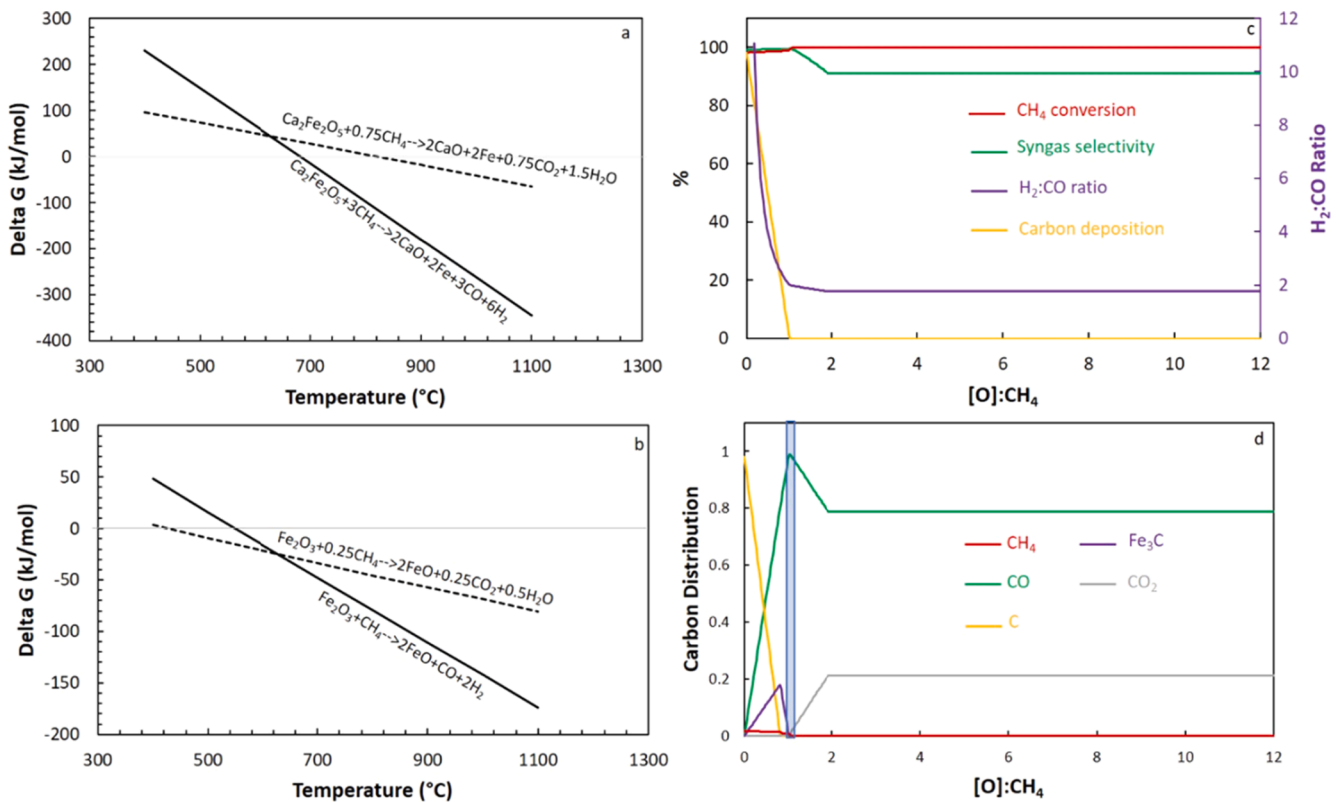 a
Delta G (kJ/mol)
300
200
100
0
-100
-200
-300
-400
Ca₂Fe₂O₅+0.75CH₄-->2CaO+2Fe+0.75CO₂+1.5H₂O
Ca₂Fe₂O₅+3CH₄-->2CaO+2Fe+3CO+6H₂
300 500 700 900 1100 1300
Temperature (°C)
c
%
100
80
60
40
20
0
CH₄ conversion
Syngas selectivity
H₂:CO ratio
Carbon deposition
12
10
8
6
4
2
0
H₂:CO Ratio
0 2 4 6 8 10 12
[O]:CH₄
b
Delta G (kJ/mol)
100
50
0
-50
-100
-150
-200
Fe₂O₃+0.25CH₄-->2FeO+0.25CO₂+0.5H₂O
Fe₂O₃+CH₄-->2FeO+CO+2H₂
300 500 700 900 1100 1300
Temperature (°C)
d
Carbon Distribution
1
0.8
0.6
0.4
0.2
0
CH₄ Fe₃C
CO CO₂
C
0 2 4 6 8 10 12
[O]:CH₄